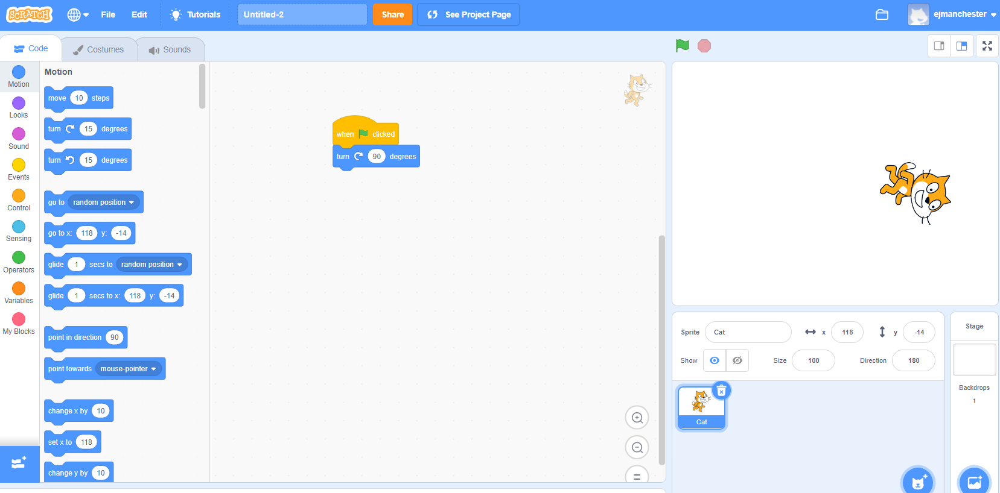 SCRATCH File Edit Tutorials Untitled-2 Share See Project Page ejmanchester
Code Costumes Sounds
Motion
Looks
Sound
Events
Control
Sensing
Operators
Variables
My Blocks
Motion
move 10 steps
turn 15 degrees
turn 15 degrees
go to random position
go to x: 118 y: -14
glide 1 secs to random position
glide 1 secs to x: 118 y: -14
point in direction 90
point towards mouse-pointer
change x by 10
set x to 118
change y by 10
when clicked
turn 90 degrees
Sprite Cat x 118 y -14
Show Size 100 Direction 180
Cat
Stage
Backdrops
1